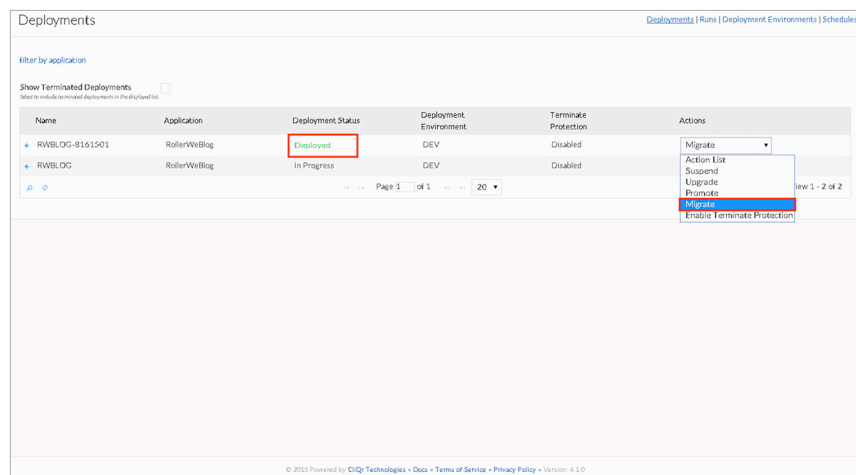 Deployments
Deployments | Runs | Deployment Environments | Schedules
filter by application
Show Terminated Deployments
Select to include terminated deployments in the displayed list.
Name Application Deployment Status Deployment Environment Terminate Protection Actions
RWBLOG-8161501 RollerWeBlog Deployed DEV Disabled Migrate
RWBLOG RollerWeBlog In Progress DEV Disabled
Action List
Suspend
Upgrade
Promote
Migrate
Enable Terminate Protection
Page 1 of 1 20 iew 1 - 2 of 2
© 2015 Powered by CliQr Technologies • Docs • Terms of Service • Privacy Policy • Version: 4.1.0